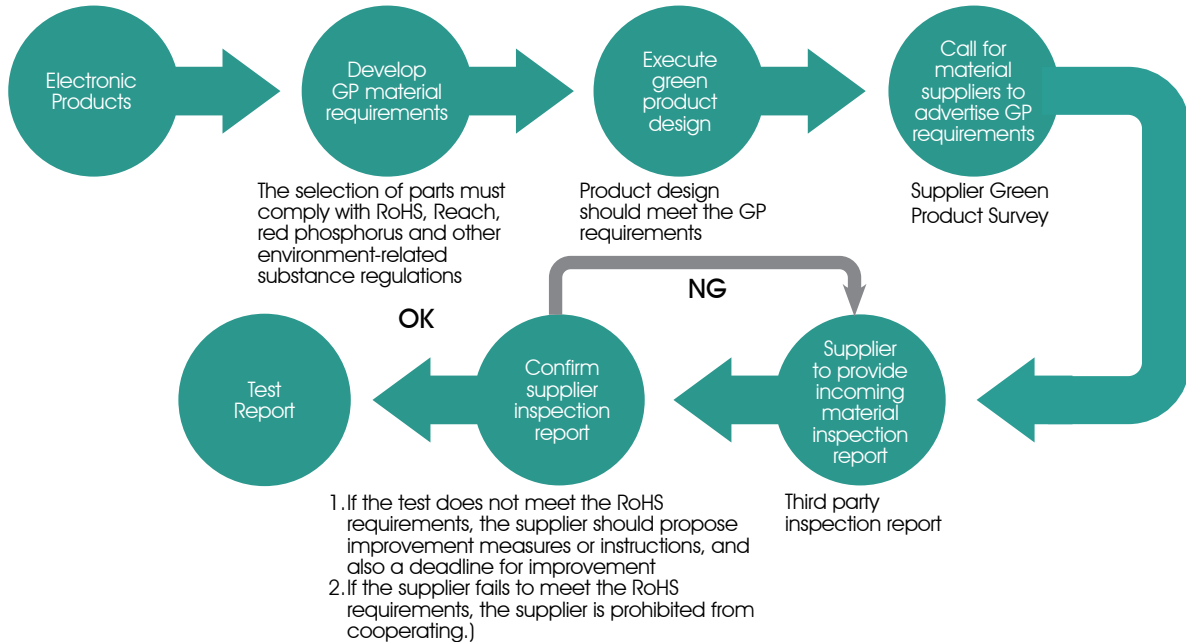 Electronic
Products
Develop
GP material
requirements
Execute
green
product
design
Call for
material
suppliers to
advertise GP
requirements
The selection of parts must
comply with RoHS, Reach,
red phosphorus and other
environment-related
substance regulations
Product design
should meet the GP
requirements
Supplier Green
Product Survey
NG
OK
Test
Report
Confirm
supplier
inspection
report
Supplier
to provide
incoming
material
inspection
report
1.If the test does not meet the RoHS
requirements, the supplier should propose
improvement measures or instructions, and
also a deadline for improvement
2.If the supplier fails to meet the RoHS
requirements, the supplier is prohibited from
cooperating.)
Third party
inspection report